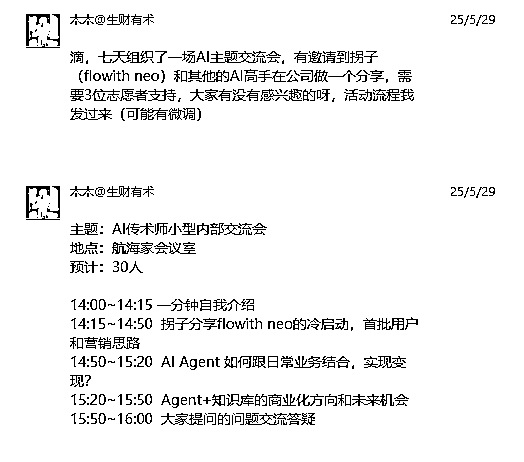 木木@生财有术
25/5/29
滴，七天组织了一场AI主题交流会，有邀请到拐子
（flowith neo）和其他的AI高手在公司做一个分享，需
要3位志愿者支持，大家有没有感兴趣的呀，活动流程我
发过来（可能有微调）
木木@生财有术
25/5/29
主题：AI传术师小型内部交流会
地点：航海家会议室
预计：30人
14:00~14:15 一分钟自我介绍
14:15~14:50 拐子分享flowith neo的冷启动，首批用户
和营销思路
14:50~15:20 AI Agent 如何跟日常业务结合，实现变
现？
15:20~15:50 Agent+知识库的商业化方向和未来机会
15:50~16:00 大家提问的问题交流答疑